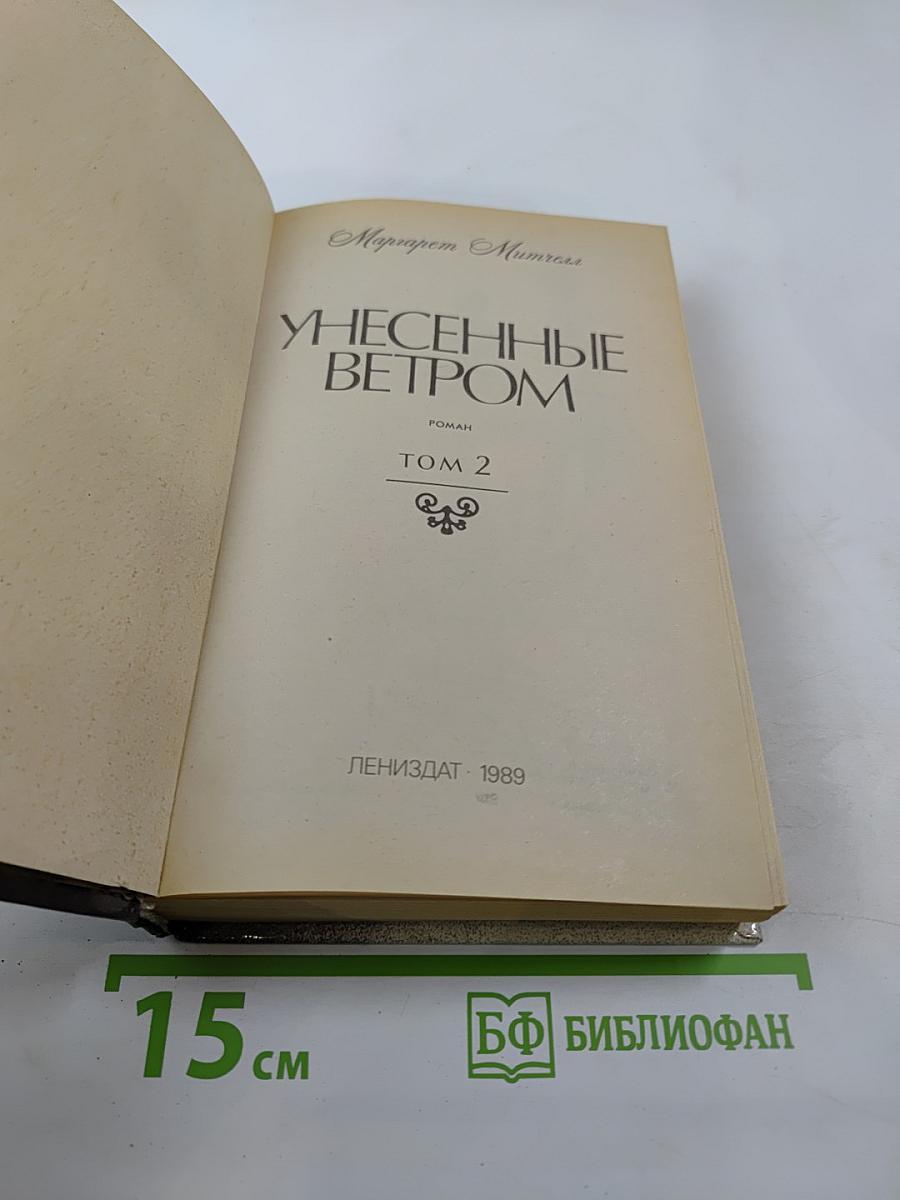 Маргарет Митчелл
УНЕСЕННЫЕ
ВЕТРОМ
РОМАН
ТОМ 2
ЛЕНИЗДАТ · 1989
15 см
БФ БИБЛИОФАН